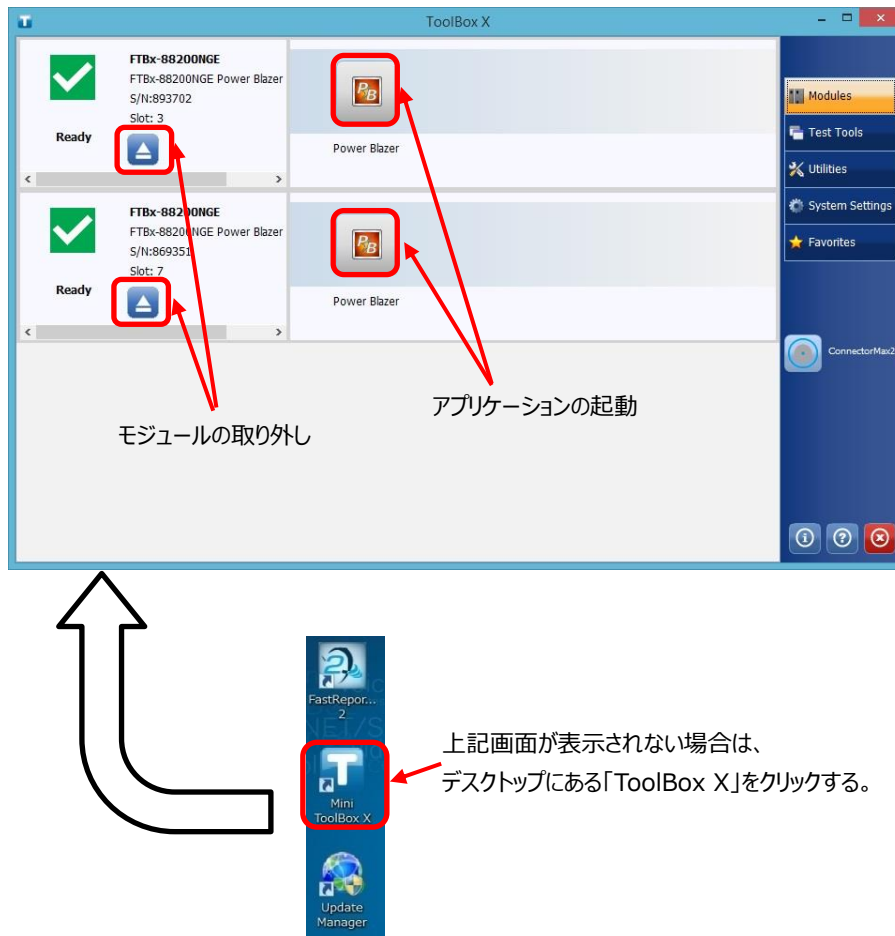 ToolBox X
FTBx-88200NGE
FTBx-88200NGE Power Blazer
S/N:893702
Slot: 3
Ready
Power Blazer
FTBx-88200NGE
FTBx-88200NGE Power Blazer
S/N:869351
Slot: 7
Ready
Power Blazer
Modules
Test Tools
Utilities
System Settings
Favorites
ConnectorMax2
モジュールの取り外し
アプリケーションの起動
FastRepor...
2
Mini
ToolBox X
Update
Manager
上記画面が表示されない場合は、
デスクトップにある「ToolBox X」をクリックする。